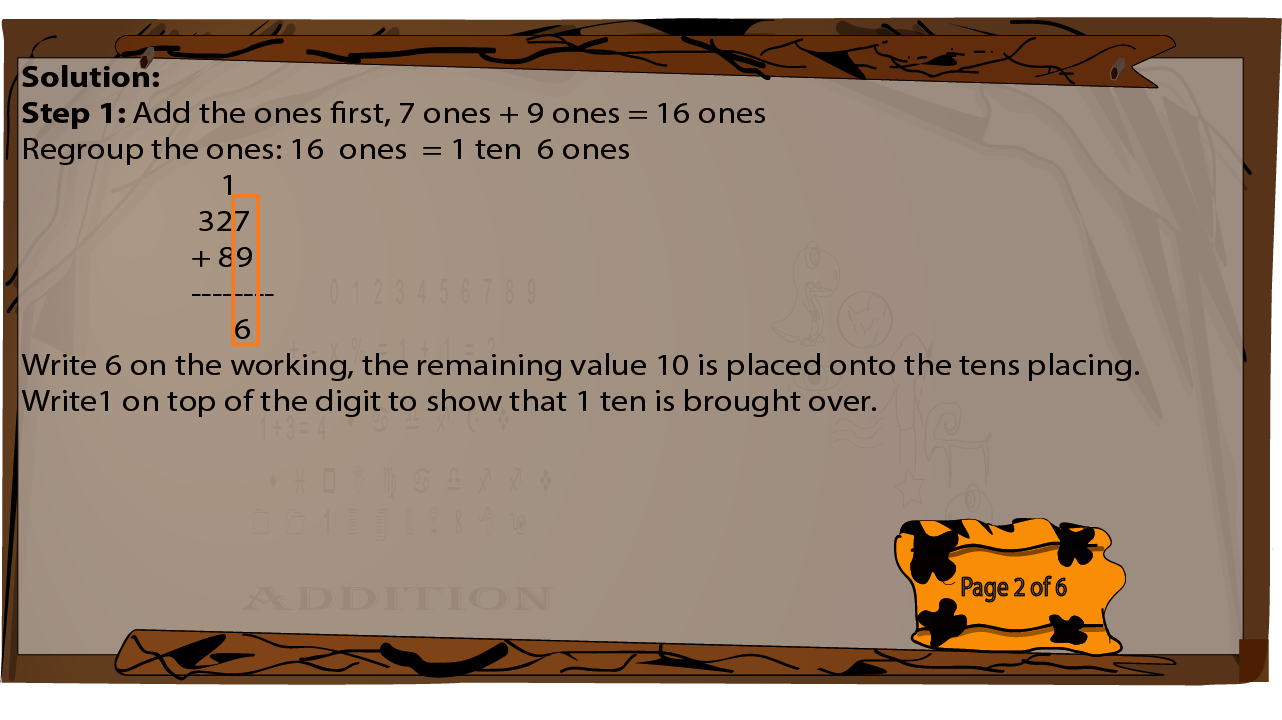 Solution:
Step 1: Add the ones first, 7 ones + 9 ones = 16 ones
Regroup the ones: 16  ones  = 1 ten  6 ones
1
327
+ 89
--------
6
Write 6 on the working, the remaining value 10 is placed onto the tens placing.
Write1 on top of the digit to show that 1 ten is brought over.
0 1 2 3 4 5 6 7 8 9
1+3=4
ADDITION
Page 2 of 6